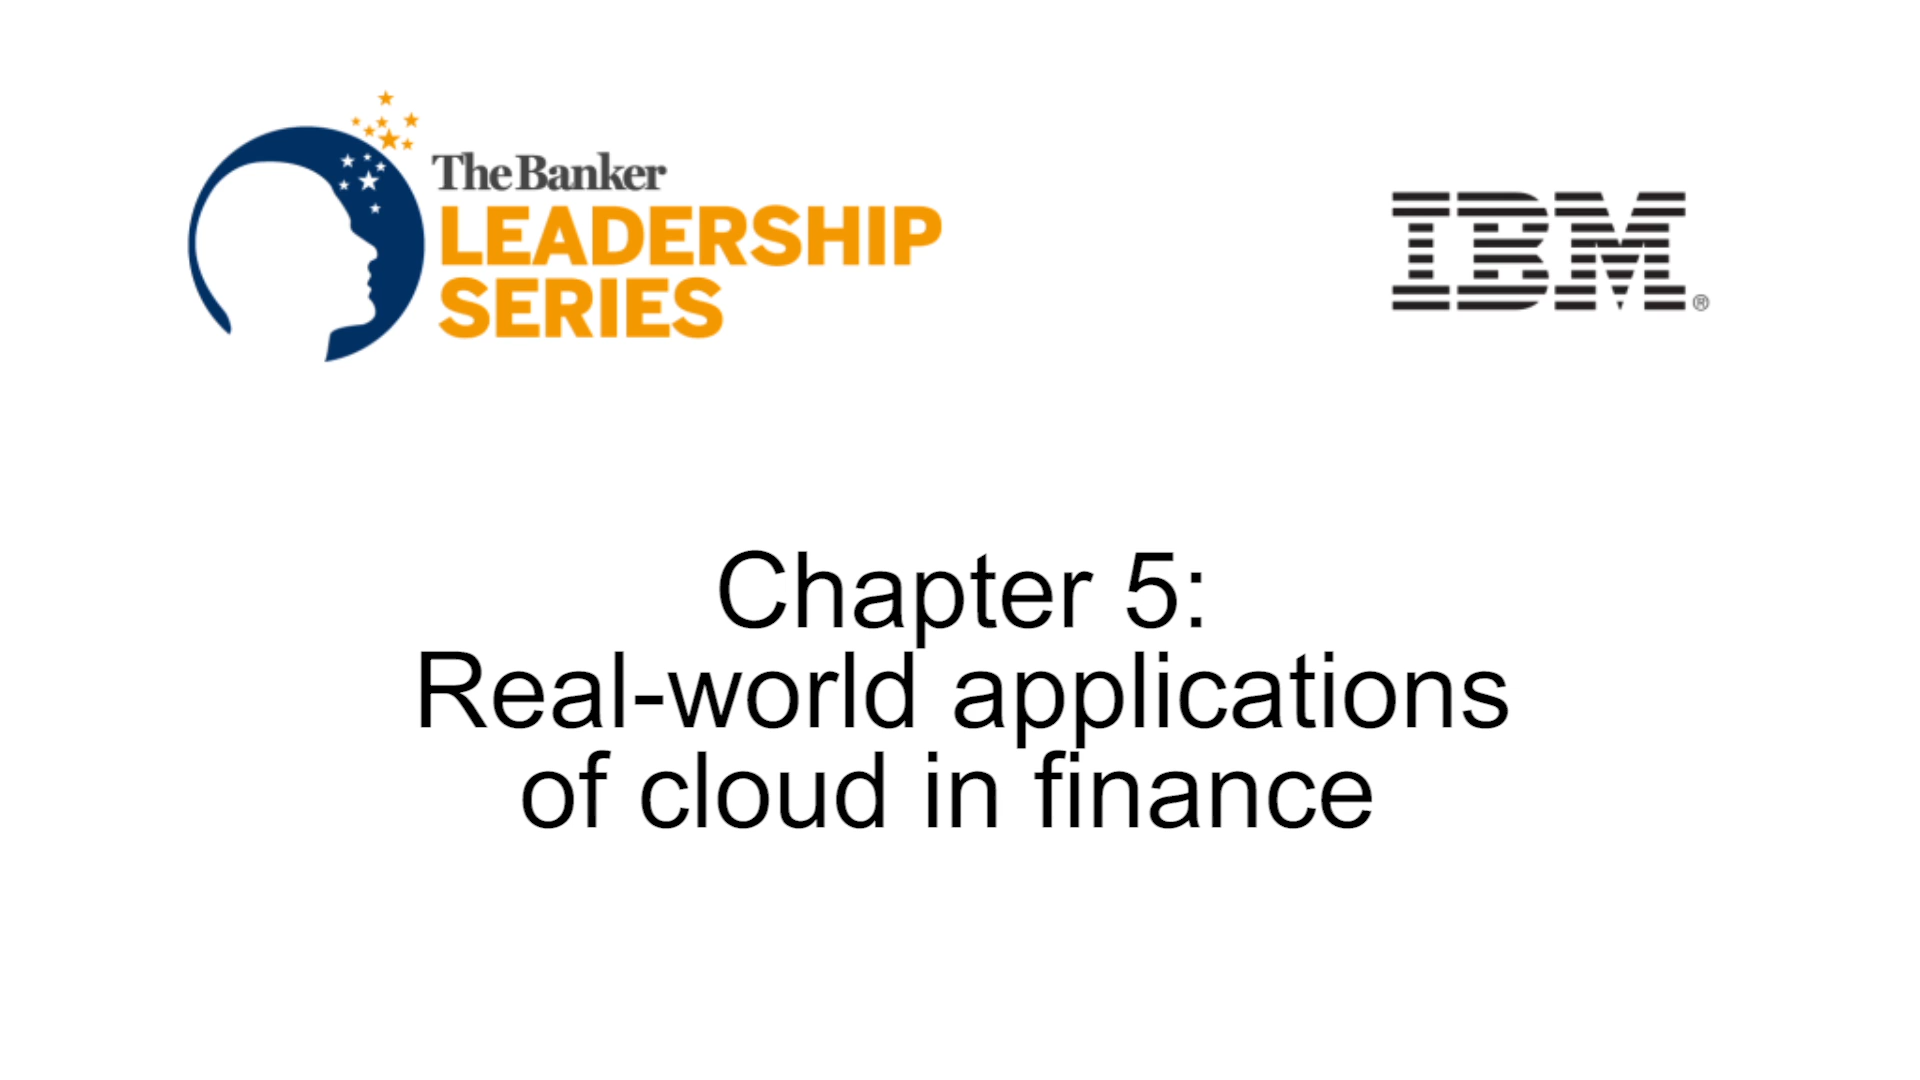 The Banker
LEADERSHIP
SERIES
IBM®
Chapter 5:
Real-world applications
of cloud in finance